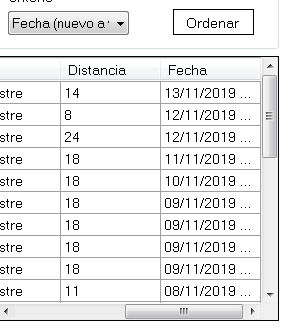 Fecha (nuevo a
Ordenar
Distancia Fecha
stre 14 13/11/2019 ...
stre 8 12/11/2019 ...
stre 24 12/11/2019 ...
stre 18 11/11/2019 ...
stre 18 10/11/2019 ...
stre 18 09/11/2019 ...
stre 18 09/11/2019 ...
stre 18 09/11/2019 ...
stre 18 09/11/2019 ...
stre 11 08/11/2019 ...